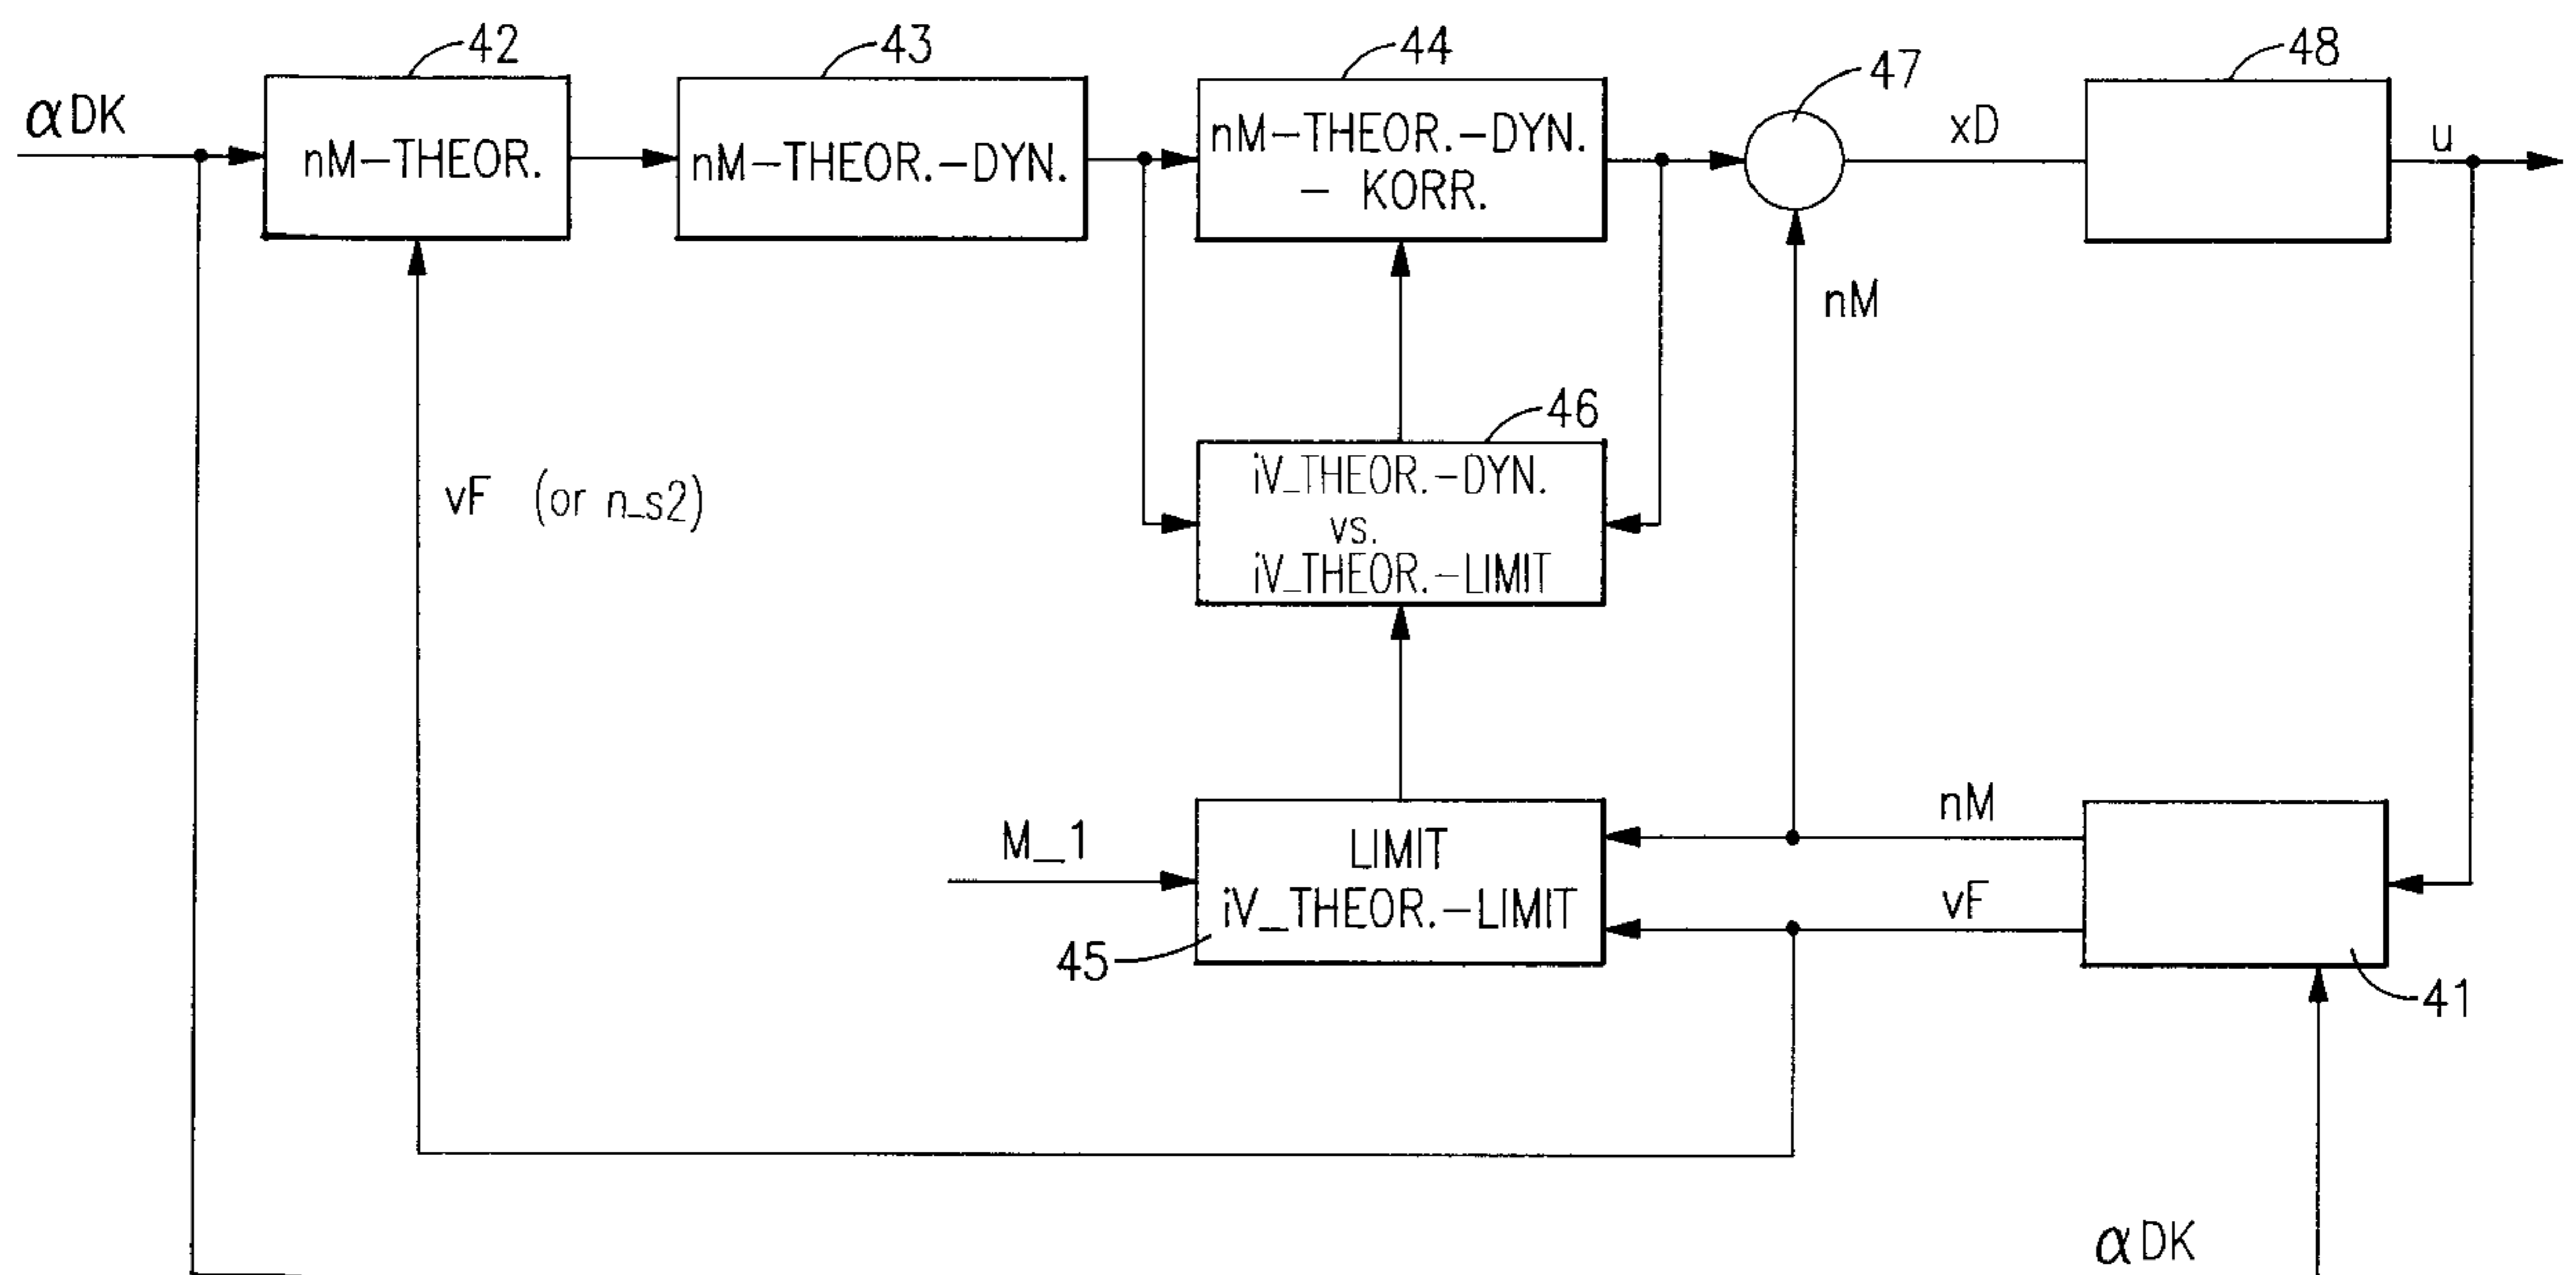 42
43
44
47
48
αDK
nM-THEOR.
nM-THEOR.-DYN.
nM-THEOR.-DYN.
- KORR.
xD
u
nM
46
vF (or n_s2)
iV_THEOR.-DYN.
vs.
iV_THEOR.-LIMIT
M_1
LIMIT
iV_THEOR.-LIMIT
45
nM
vF
41
αDK